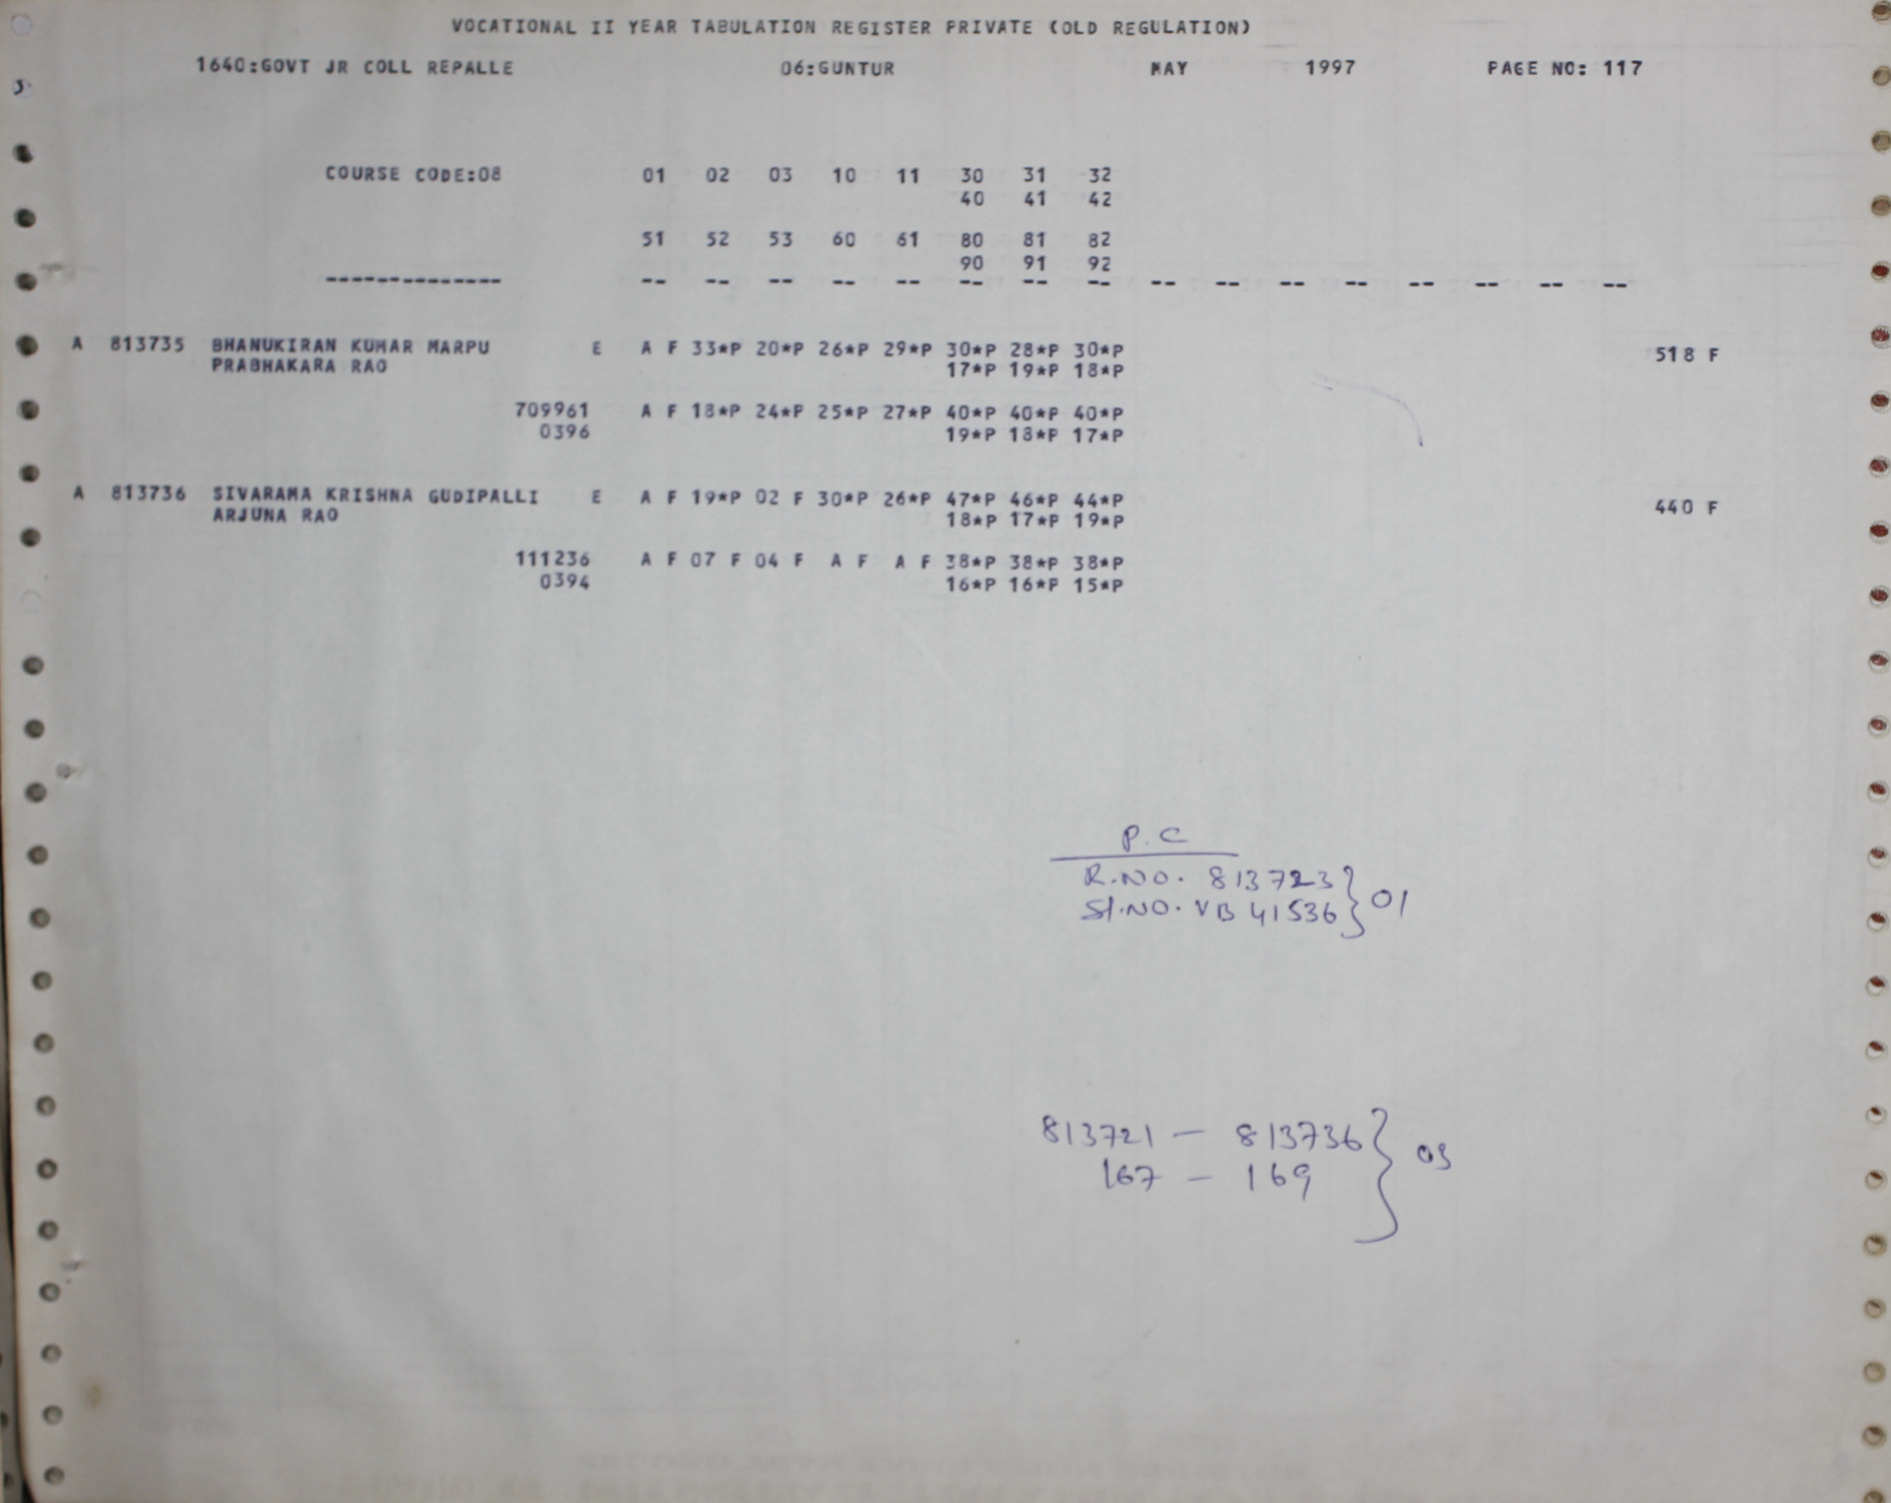 VOCATIONAL II YEAR TABULATION REGISTER PRIVATE (OLD REGULATION)
1640:GOVT JR COLL REPALLE 06:GUNTUR MAY 1997 PAGE NO: 117
COURSE CODE:08 01 02 03 10 11 30 31 32
40 41 42
51 52 53 60 61 80 81 82
90 91 92
-------------- -- -- -- -- -- -- -- -- -- -- -- -- -- -- -- --
A 813735 BHANUKIRAN KUMAR MARPU E A F 33*P 20*P 26*P 29*P 30*P 28*P 30*P 518 F
PRABHAKARA RAO 17*P 19*P 18*P
709961 A F 18*P 24*P 25*P 27*P 40*P 40*P 40*P
0396 19*P 18*P 17*P
A 813736 SIVARAMA KRISHNA GUDIPALLI E A F 19*P 02 F 30*P 26*P 47*P 46*P 44*P 440 F
ARJUNA RAO 18*P 17*P 19*P
111236 A F 07 F 04 F A F A F 38*P 38*P 38*P
0394 16*P 16*P 15*P
P.C
R.NO. 813723
Sl.NO. VB 41536 } 01
813721 — 813736
167 — 169 } 03